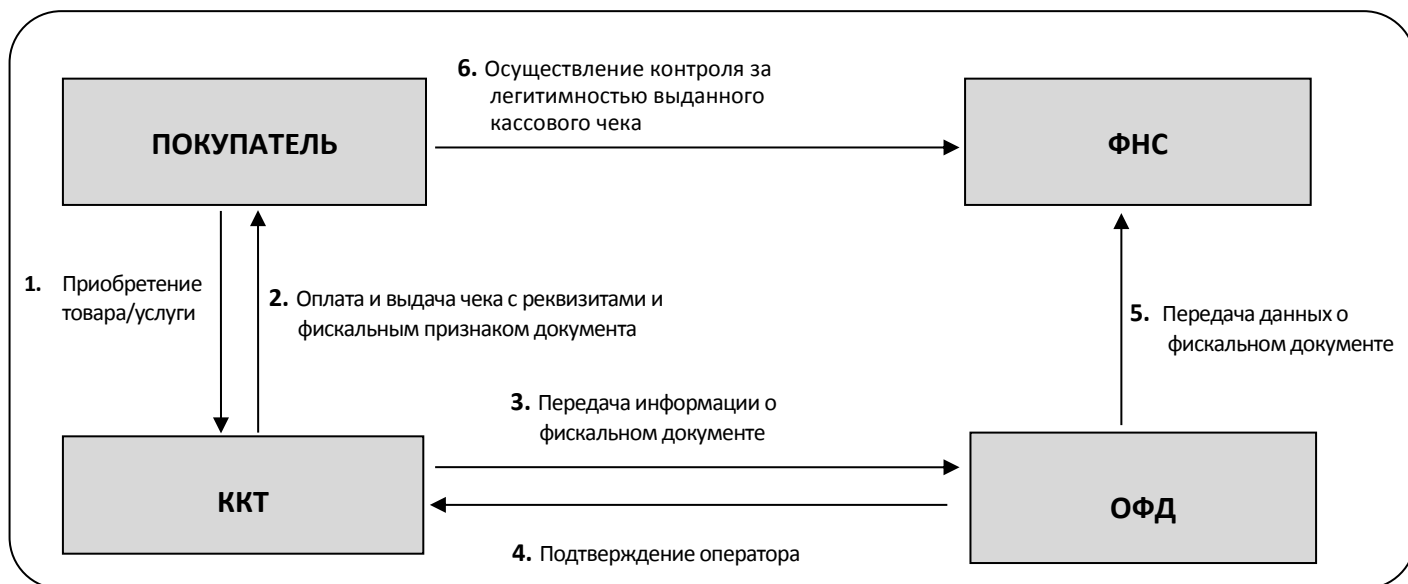 6. Осуществление контроля за
легитимностью выданного
кассового чека
ПОКУПАТЕЛЬ
ФНС
1. Приобретение
товара/услуги
2. Оплата и выдача чека с реквизитами и
фискальным признаком документа
5. Передача данных о
фискальном документе
3. Передача информации о
фискальном документе
ККТ
ОФД
4. Подтверждение оператора